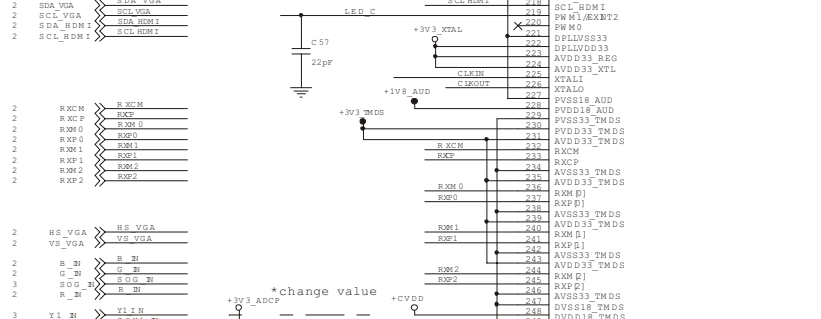 SDA_VGA
2 SDA_VGA
2 SCL_VGA SCL_VGA
2 SDA_HDMI SDA_HDMI
2 SCL_HDMI SCL HDMI
LED_C
C57
22pF
+3V3_XTAL
CLKIN
CLKOUT
+1V8_AUD
+3V3_TMDS
2 RXCM RXCM
2 RXCP RXCP
2 RXM0 RXM0
2 RXP0 RXP0
2 RXM1 RXM1
2 RXP1 RXP1
2 RXM2 RXM2
2 RXP2 RXP2
2 HS_VGA HS_VGA
2 VS_VGA VS_VGA
2 B_IN B_IN
2 G_IN G_IN
3 SOG_IN SOG_IN
2 R_IN R_IN
3 Y1 IN Y1IN
*change value
+3V3_ADCP
+CVDD
RXCM
RXCP
RXM0
RXP0
RXM1
RXP1
RXM2
RXP2
218 SCL_HDMI
219 PWM1/EXINT2
220 PWM0
221 DPLLVSS33
222 DPLLVDD33
223 AVDD33_REG
224 AVDD33_XTL
225 XTALI
226 XTALO
227 PVSS18_AUD
228 PVDD18_AUD
229 PVSS33_TMDS
230 PVDD33_TMDS
231 AVDD33_TMDS
232 RXCM
233 RXCP
234 AVSS33_TMDS
235 AVDD33_TMDS
236 RXM[0]
237 RXP[0]
238 AVSS33_TMDS
239 AVDD33_TMDS
240 RXM[1]
241 RXP[1]
242 AVSS33_TMDS
243 AVDD33_TMDS
244 RXM[2]
245 RXP[2]
246 AVSS33_TMDS
247 DVSS18_TMDS
248 DVDD18_TMDS